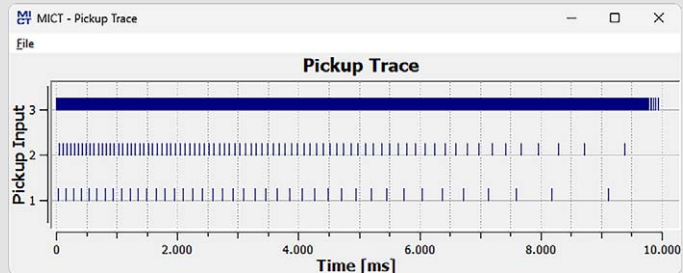 MICT - Pickup Trace
File
Pickup Trace
Pickup Input
3
2
1
0 2.000 4.000 6.000 8.000 10.000
Time [ms]